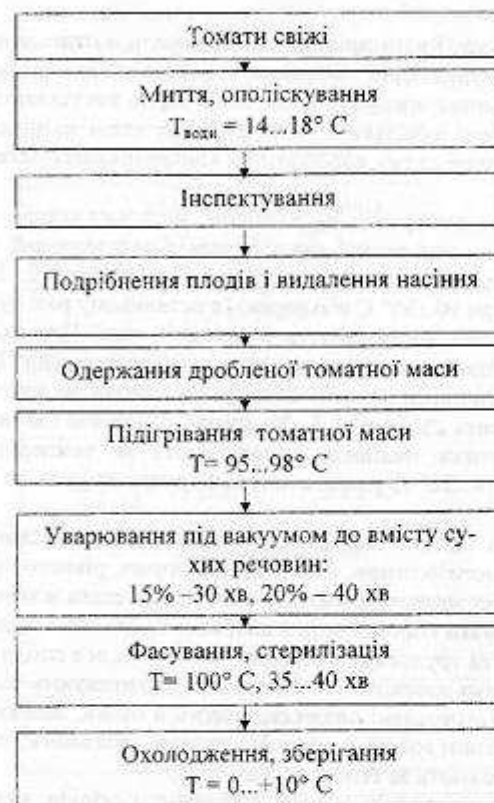 Томати свіжі
Миття, ополіскування
Tводи = 14...18° C
Інспектування
Подрібнення плодів і видалення насіння
Одержання дробленої томатної маси
Підігрівання томатної маси
T= 95...98° C
Уварювання під вакуумом до вмісту су-
хих речовин:
15% –30 хв, 20% – 40 хв
Фасування, стерилізація
T= 100° C, 35...40 хв
Охолодження, зберігання
T = 0...+10° C